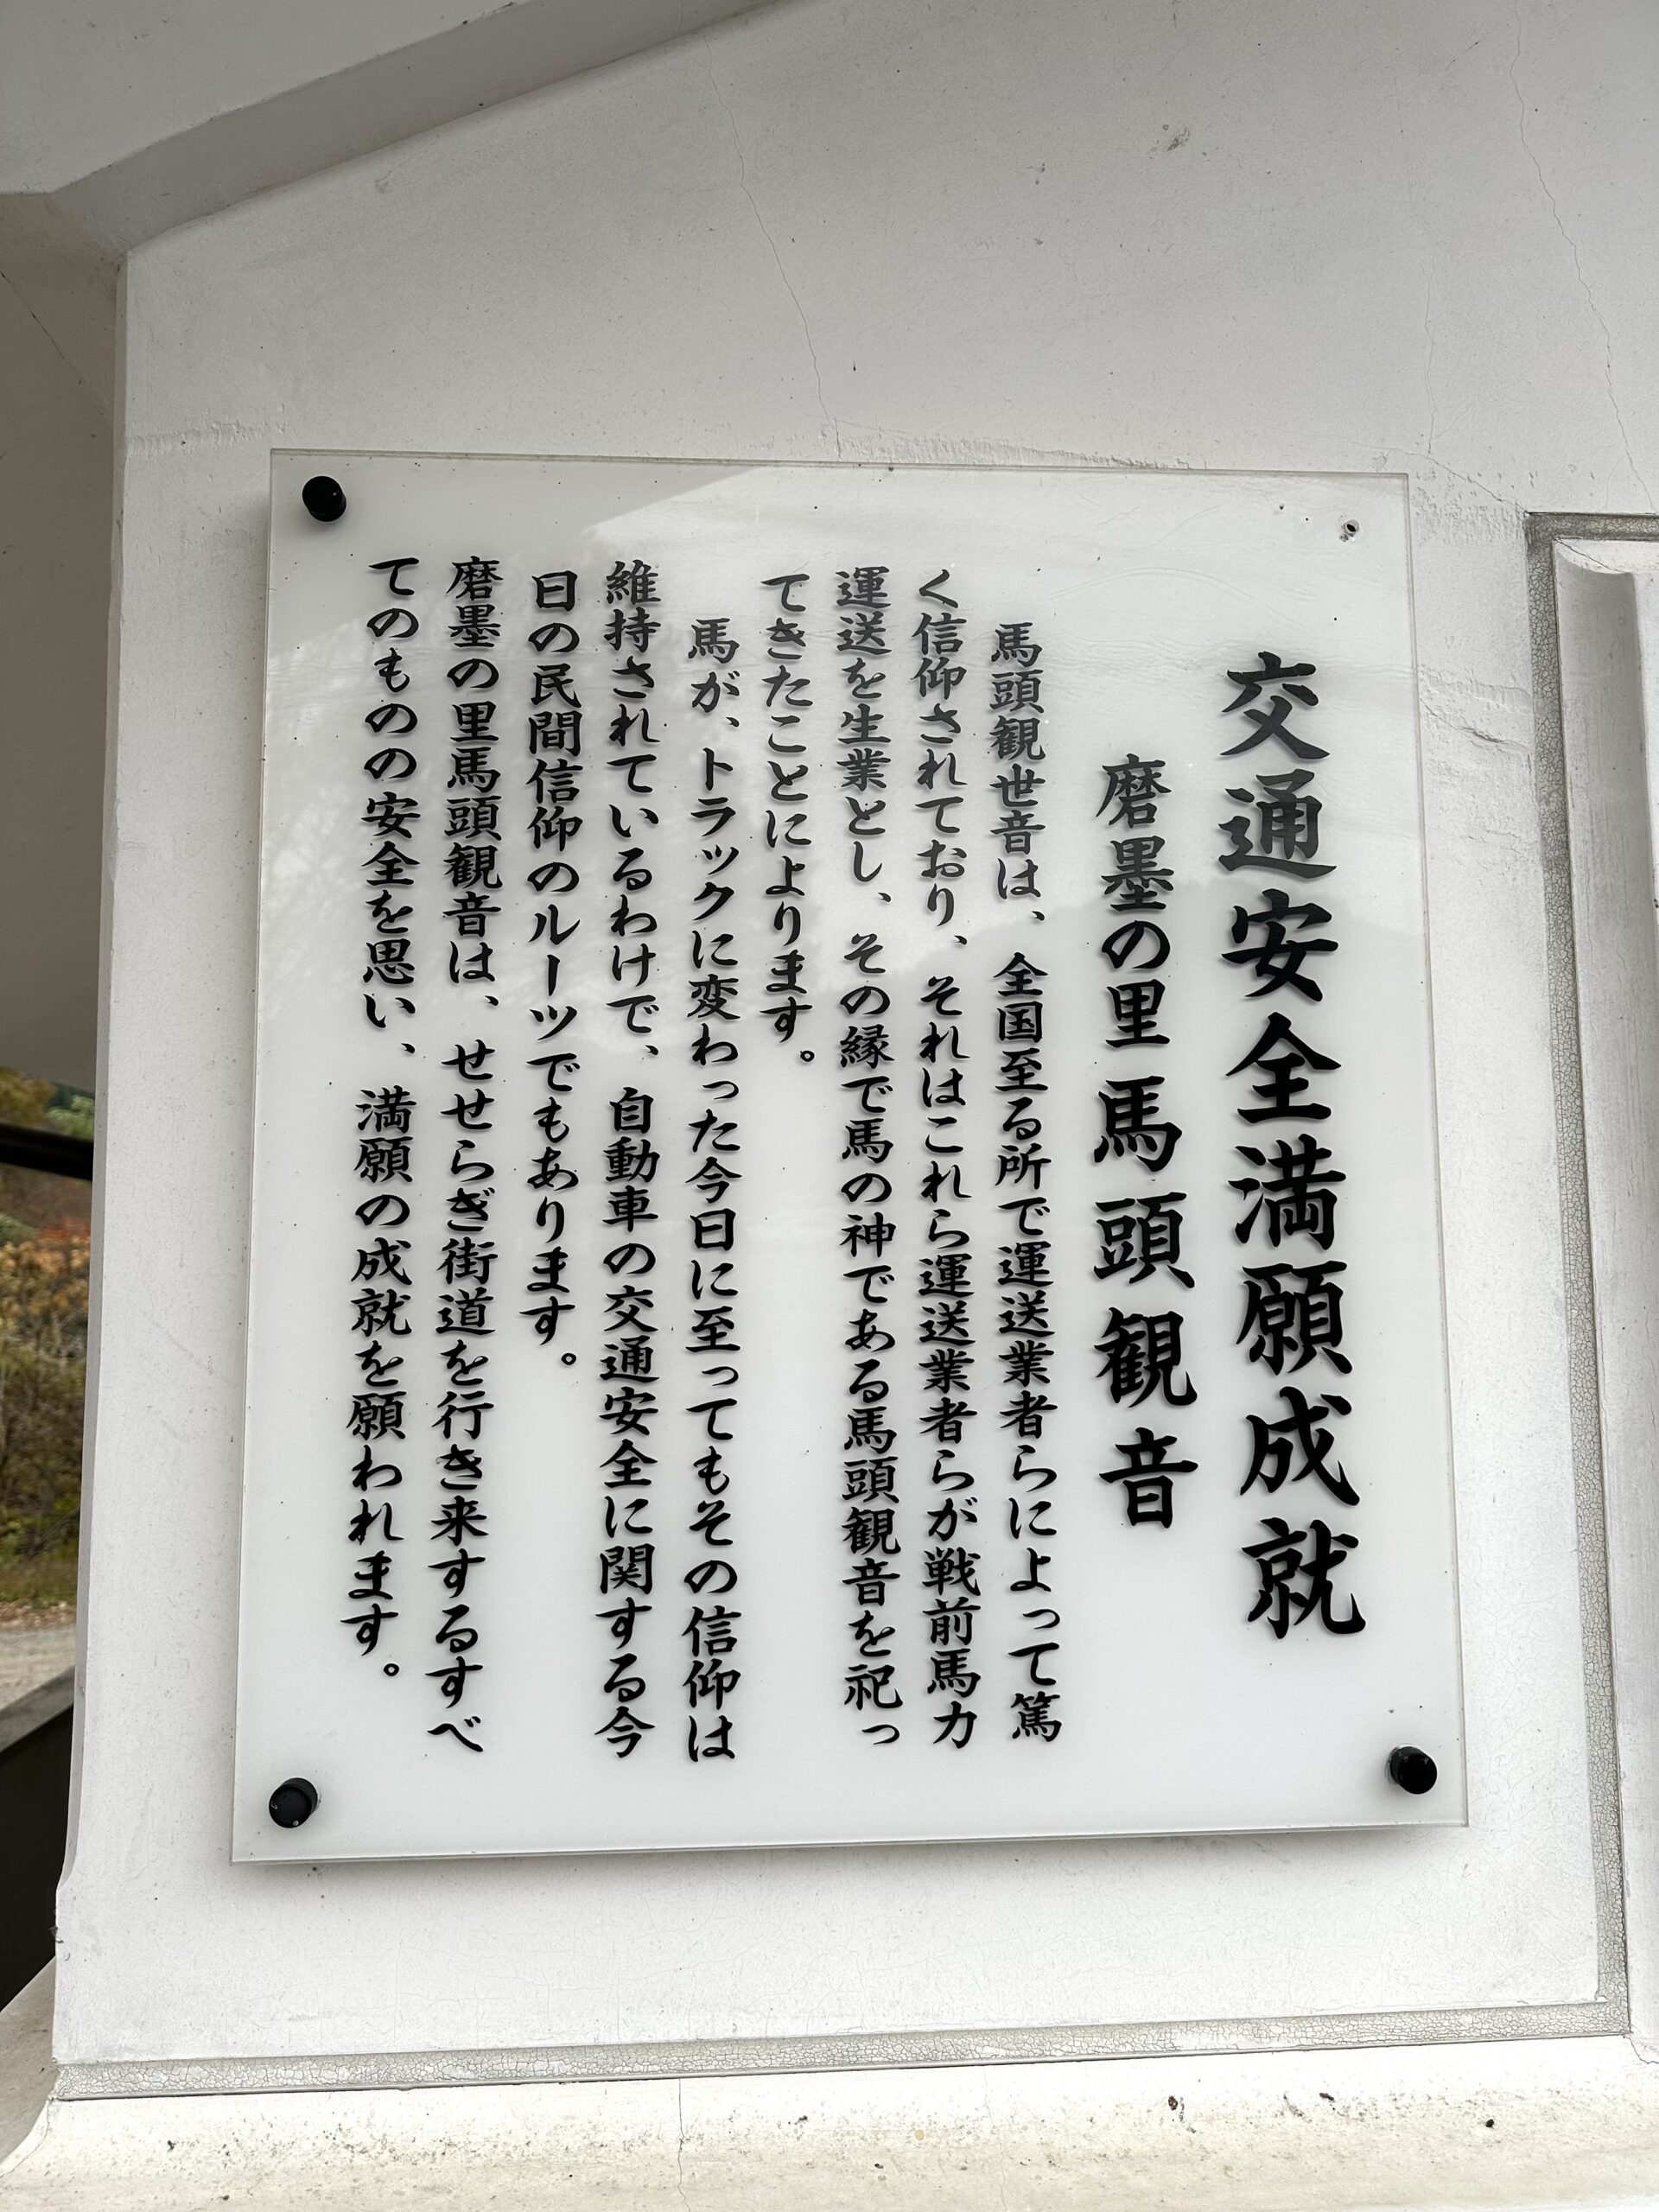 交通安全満願成就
磨墨の里 馬頭観音
馬頭観世音は、全国至る所で運送業者らによって篤
く信仰されており、それはこれら運送業者らが戦前馬力
運送を生業とし、その縁で馬の神である馬頭観音を祀っ
てきたことによります。
馬が、トラックに変わった今日に至ってもその信仰は
維持されているわけで、自動車の交通安全に関する今
日の民間信仰のルーツでもあります。
磨墨の里馬頭観音は、せせらぎ街道を行き来するすべ
てのものの安全を思い、満願の成就を願われます。